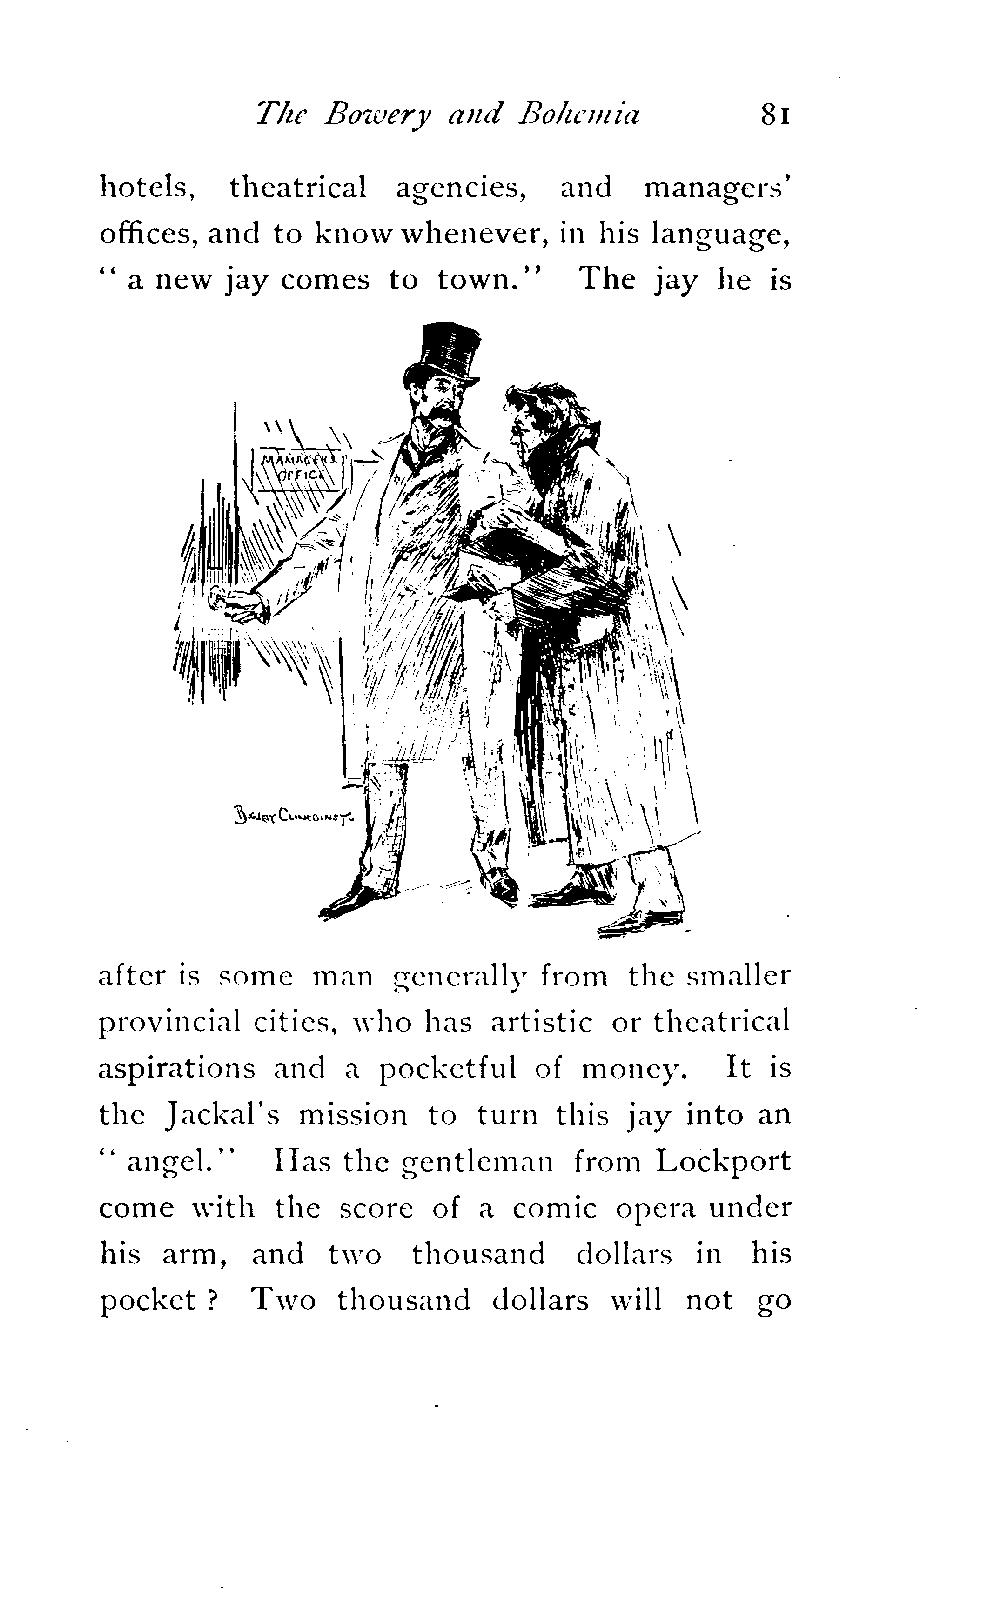 The Bowery and Bohemia 81
hotels, theatrical agencies, and managers'
offices, and to know whenever, in his language,
“ a new jay comes to town.” The jay he is
MANAGERS
OFFICE
after is some man generally from the smaller
provincial cities, who has artistic or theatrical
aspirations and a pocketful of money. It is
the Jackal's mission to turn this jay into an
“ angel.” Has the gentleman from Lockport
come with the score of a comic opera under
his arm, and two thousand dollars in his
pocket ? Two thousand dollars will not go